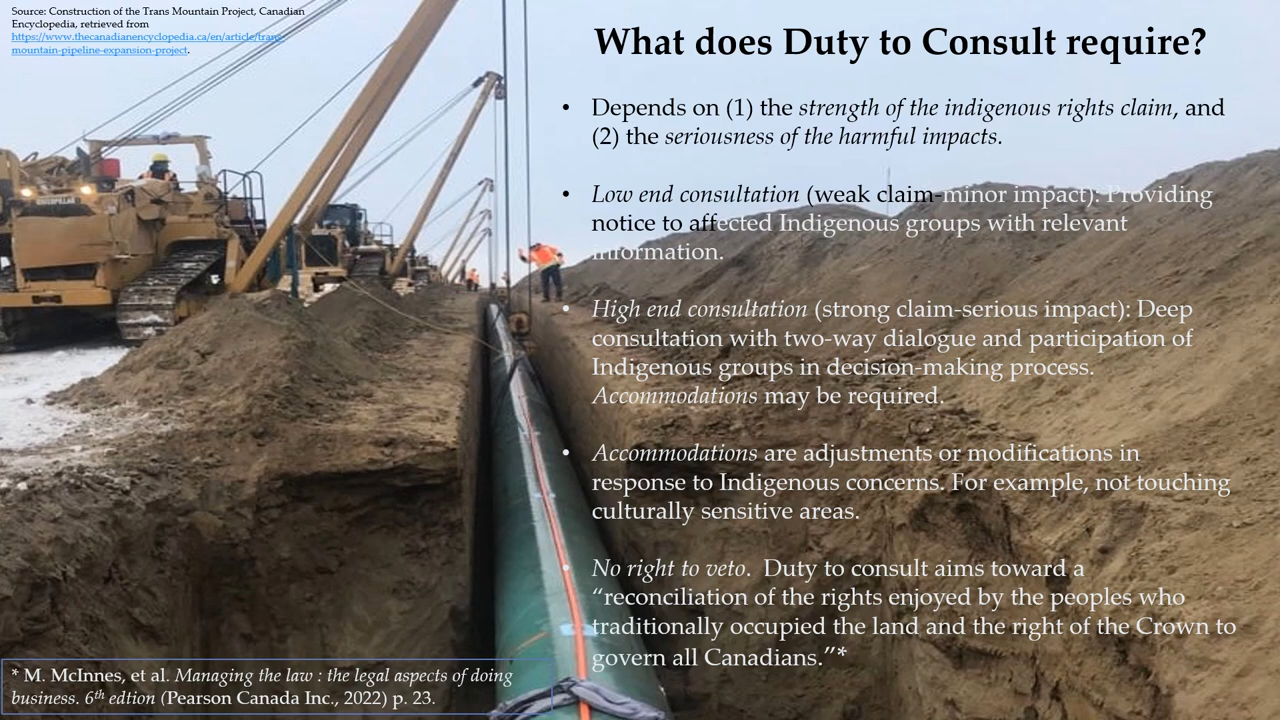 Source: Construction of the Trans Mountain Project, Canadian
Encyclopedia, retrieved from
https://www.thecanadianencyclopedia.ca/en/article/trans-
mountain-pipeline-expansion-project.
What does Duty to Consult require?
• Depends on (1) the strength of the indigenous rights claim, and
(2) the seriousness of the harmful impacts.
• Low end consultation (weak claim-minor impact): Providing
notice to affected Indigenous groups with relevant
information.
• High end consultation (strong claim-serious impact): Deep
consultation with two-way dialogue and participation of
Indigenous groups in decision-making process.
Accommodations may be required.
• Accommodations are adjustments or modifications in
response to Indigenous concerns. For example, not touching
culturally sensitive areas.
• No right to veto.  Duty to consult aims toward a
“reconciliation of the rights enjoyed by the peoples who
traditionally occupied the land and the right of the Crown to
govern all Canadians.”*
* M. McInnes, et al. Managing the law : the legal aspects of doing
business. 6th edtion (Pearson Canada Inc., 2022) p. 23.
CATERPILLAR